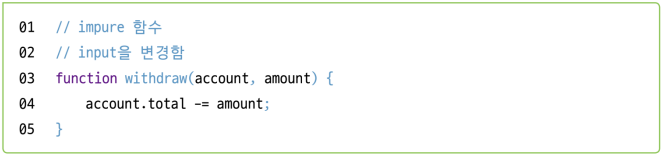 01 // impure 함수
02 // input을 변경함
03 function withdraw(account, amount) {
04     account.total -= amount;
05 }